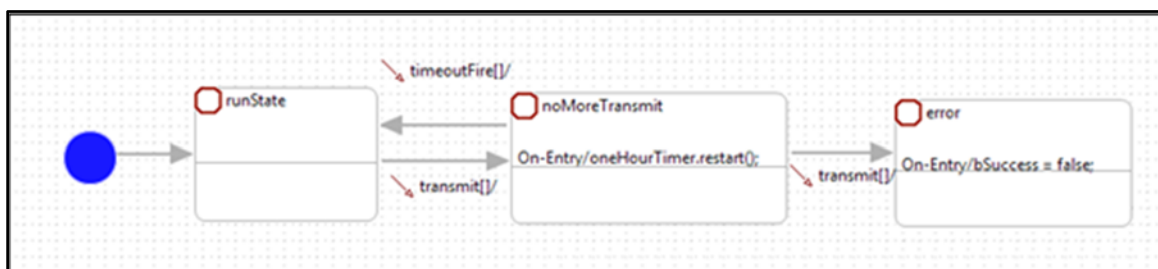 timeoutFire[]/
runState
noMoreTransmit
error
On-Entry/oneHourTimer.restart();
On-Entry/bSuccess = false;
transmit[]/
transmit[]/